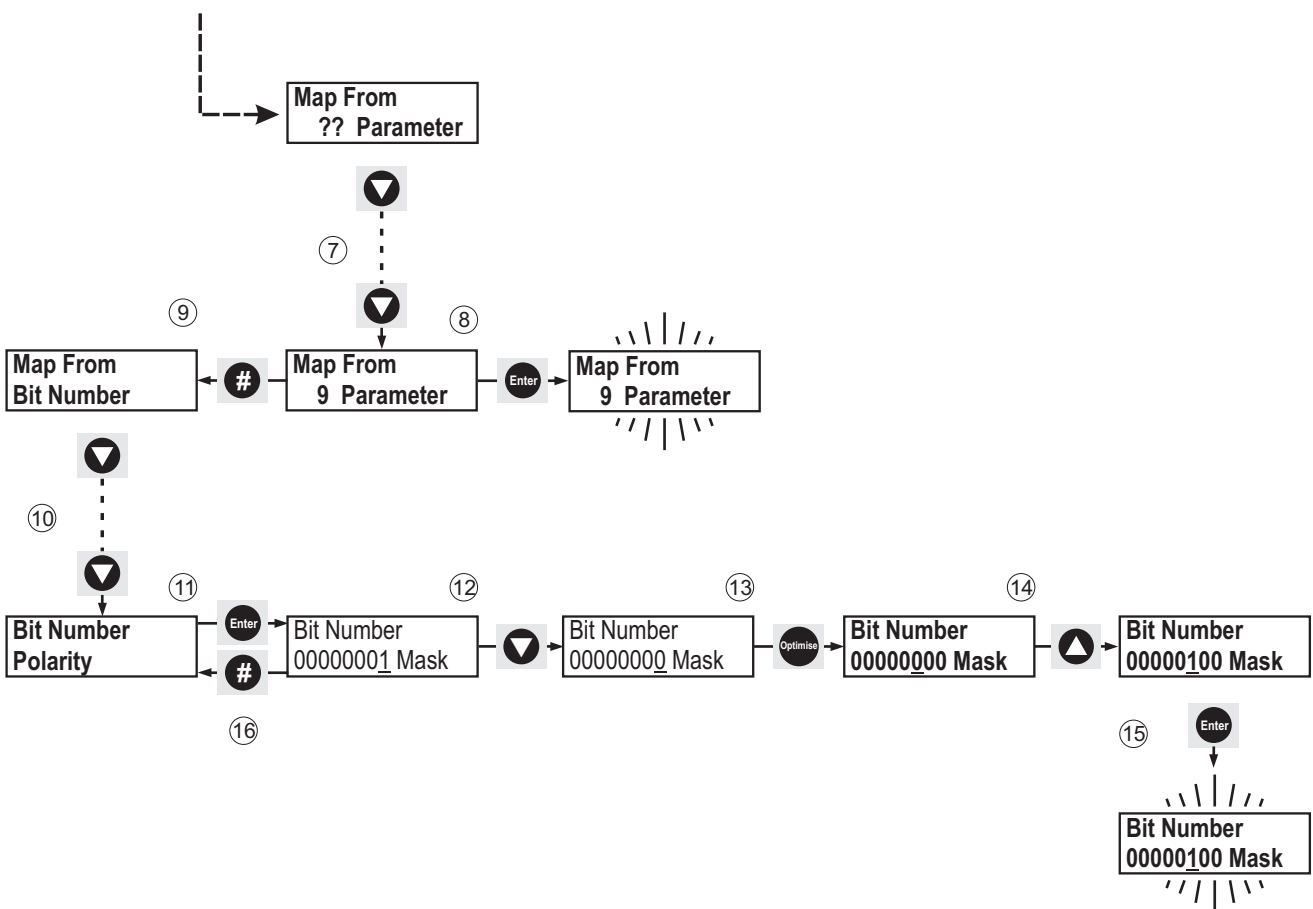 Map From
?? Parameter
7
9
8
Map From
Bit Number
#
Map From
9 Parameter
Enter
Map From
9 Parameter
10
11
12
13
14
Bit Number
Polarity
Enter
#
Bit Number
00000001 Mask
Bit Number
00000000 Mask
Optimise
Bit Number
00000000 Mask
Bit Number
00000100 Mask
16
15
Enter
Bit Number
00000100 Mask